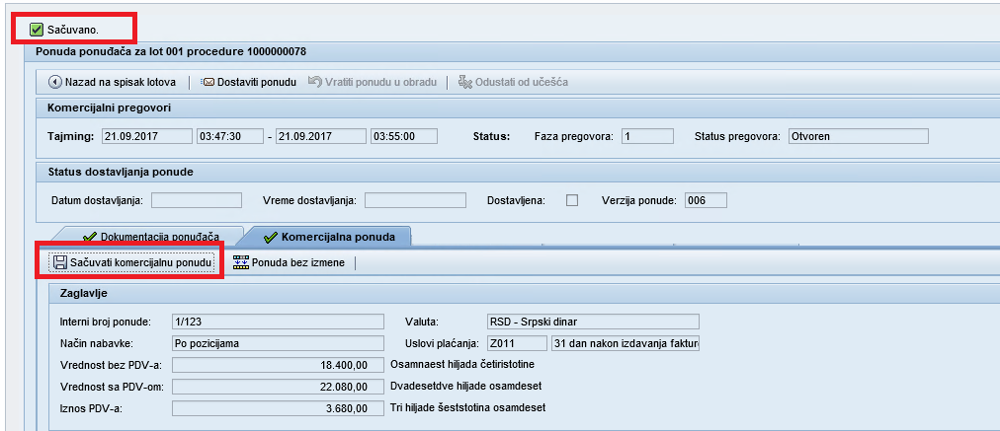 Sačuvano.
Ponuda ponuđača za lot 001 procedure 1000000078
Nazad na spisak lotova Dostaviti ponudu Vratiti ponudu u obradu Odustati od učešća
Komercijalni pregovori
Tajming: 21.09.2017 03:47:30 - 21.09.2017 03:55:00 Status: Faza pregovora: 1 Status pregovora: Otvoren
Status dostavljanja ponude
Datum dostavljanja: Vreme dostavljanja: Dostavljena: Verzija ponude: 006
Dokumentacija ponuđača Komercijalna ponuda
Sačuvati komercijalnu ponudu Ponuda bez izmene
Zaglavlje
Interni broj ponude: 1/123 Valuta: RSD - Srpski dinar
Način nabavke: Po pozicijama Uslovi plaćanja: Z011 31 dan nakon izdavanja fakture
Vrednost bez PDV-a: 18.400,00 Osamnaest hiljada četiristotine
Vrednost sa PDV-om: 22.080,00 Dvadesetdve hiljade osamdeset
Iznos PDV-a: 3.680,00 Tri hiljade šeststotina osamdeset